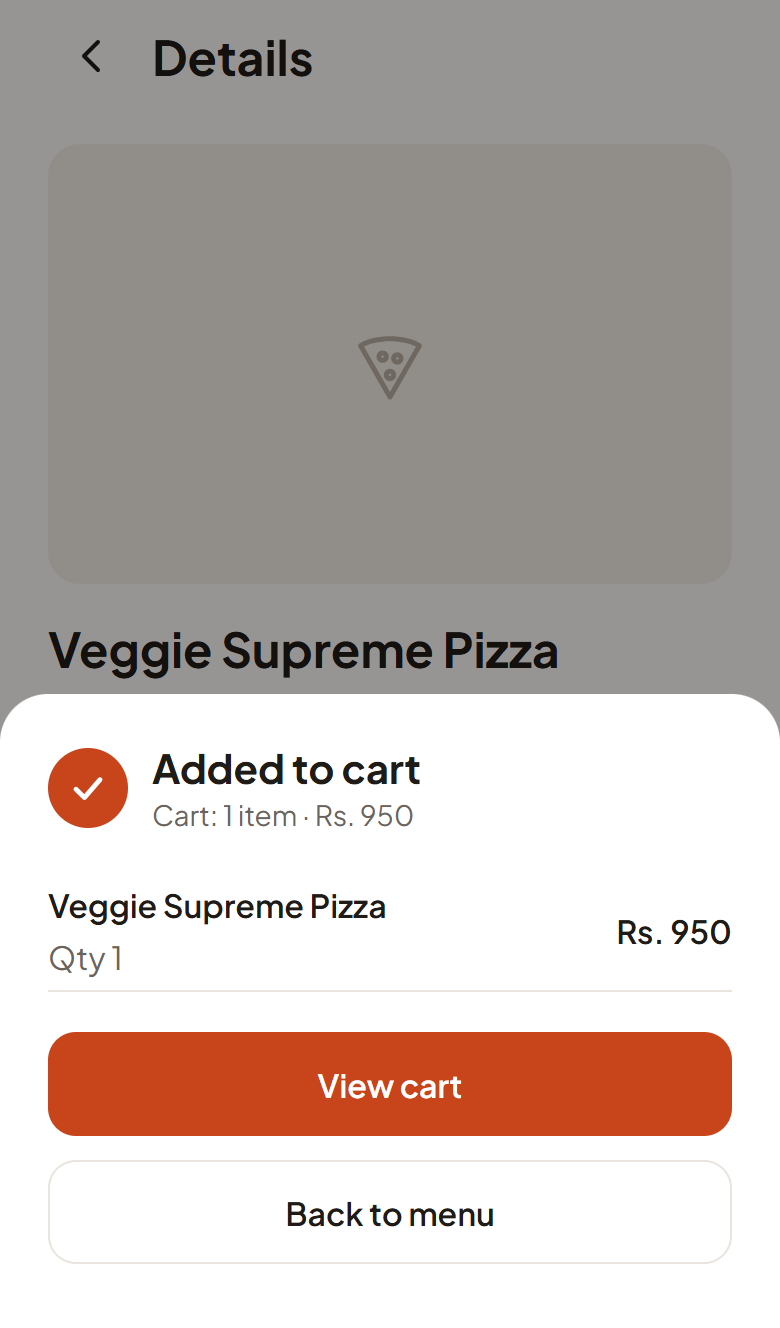 Details
Veggie Supreme Pizza
Added to cart
Cart: 1 item · Rs. 950
Veggie Supreme Pizza
Rs. 950
Qty 1
View cart
Back to menu